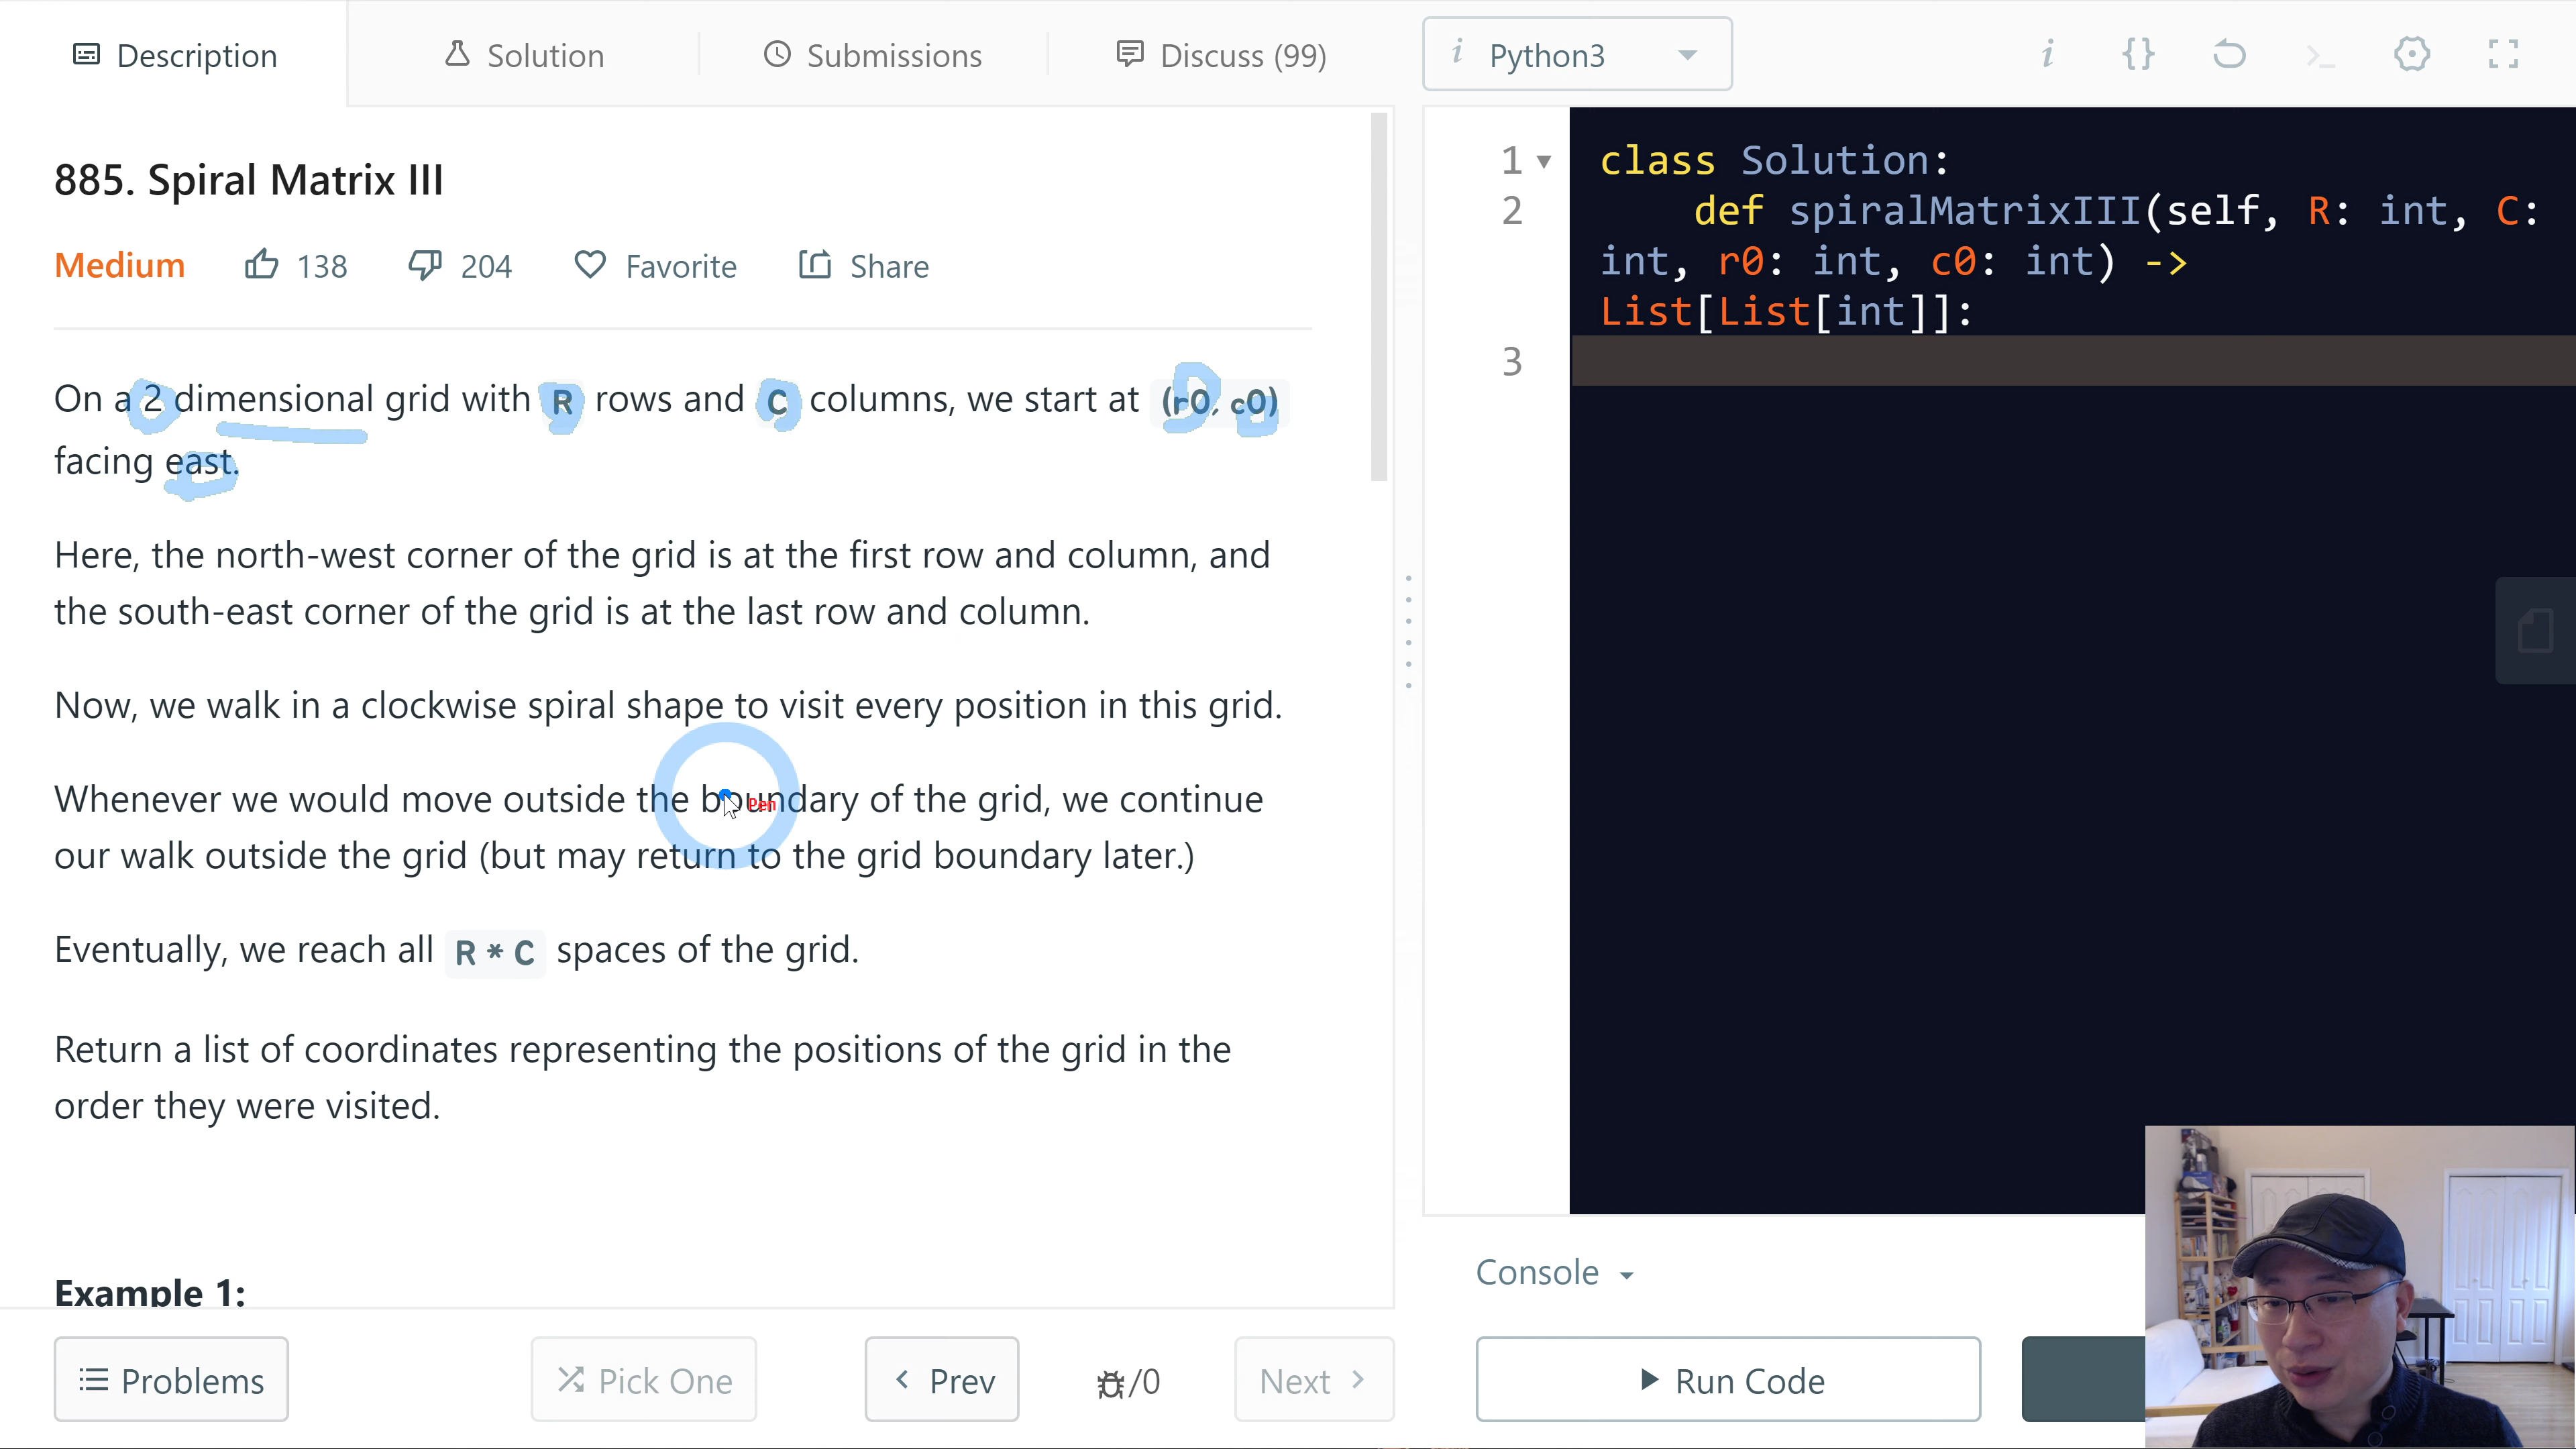 Description
Solution
Submissions
Discuss (99)
i Python3
i {}
885. Spiral Matrix III
Medium 138 204 Favorite Share
On a 2 dimensional grid with R rows and C columns, we start at (r0, c0)
facing east.
Here, the north-west corner of the grid is at the first row and column, and
the south-east corner of the grid is at the last row and column.
Now, we walk in a clockwise spiral shape to visit every position in this grid.
Whenever we would move outside the boundary of the grid, we continue
Pen
our walk outside the grid (but may return to the grid boundary later.)
Eventually, we reach all R * C spaces of the grid.
Return a list of coordinates representing the positions of the grid in the
order they were visited.
Example 1:
Problems
Pick One
< Prev
/0
Next >
1 class Solution:
2 def spiralMatrixIII(self, R: int, C:
int, r0: int, c0: int) ->
List[List[int]]:
3
Console
Run Code